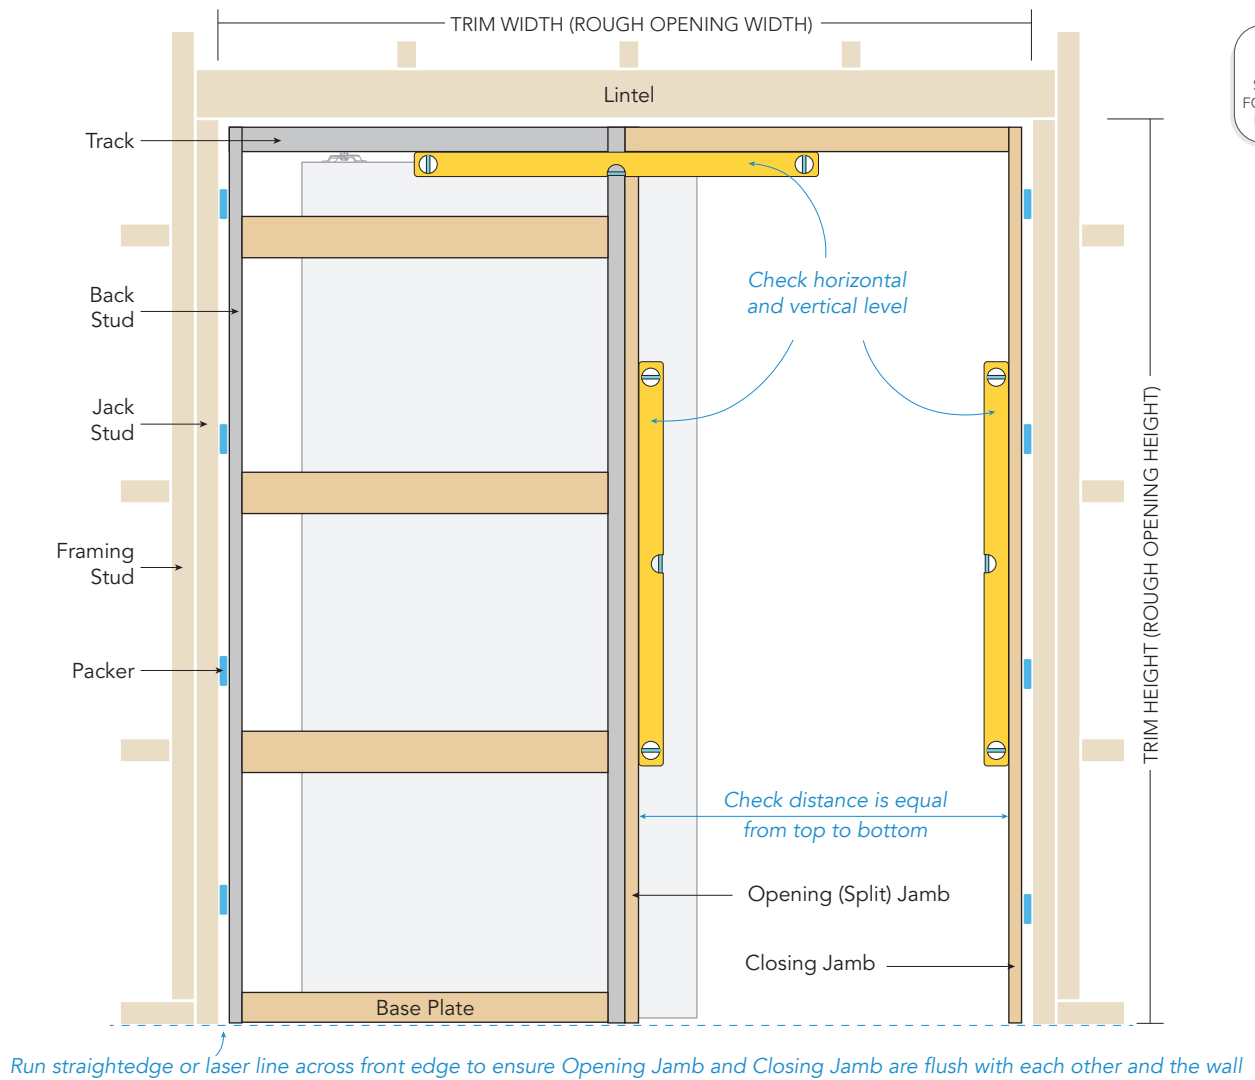 TRIM WIDTH (ROUGH OPENING WIDTH)
Lintel
Track
Check horizontal
and vertical level
Back
Stud
Jack
Stud
TRIM HEIGHT (ROUGH OPENING HEIGHT)
Framing
Stud
Packer
Check distance is equal
from top to bottom
Opening (Split) Jamb
Closing Jamb
Base Plate
Run straightedge or laser line across front edge to ensure Opening Jamb and Closing Jamb are flush with each other and the wall